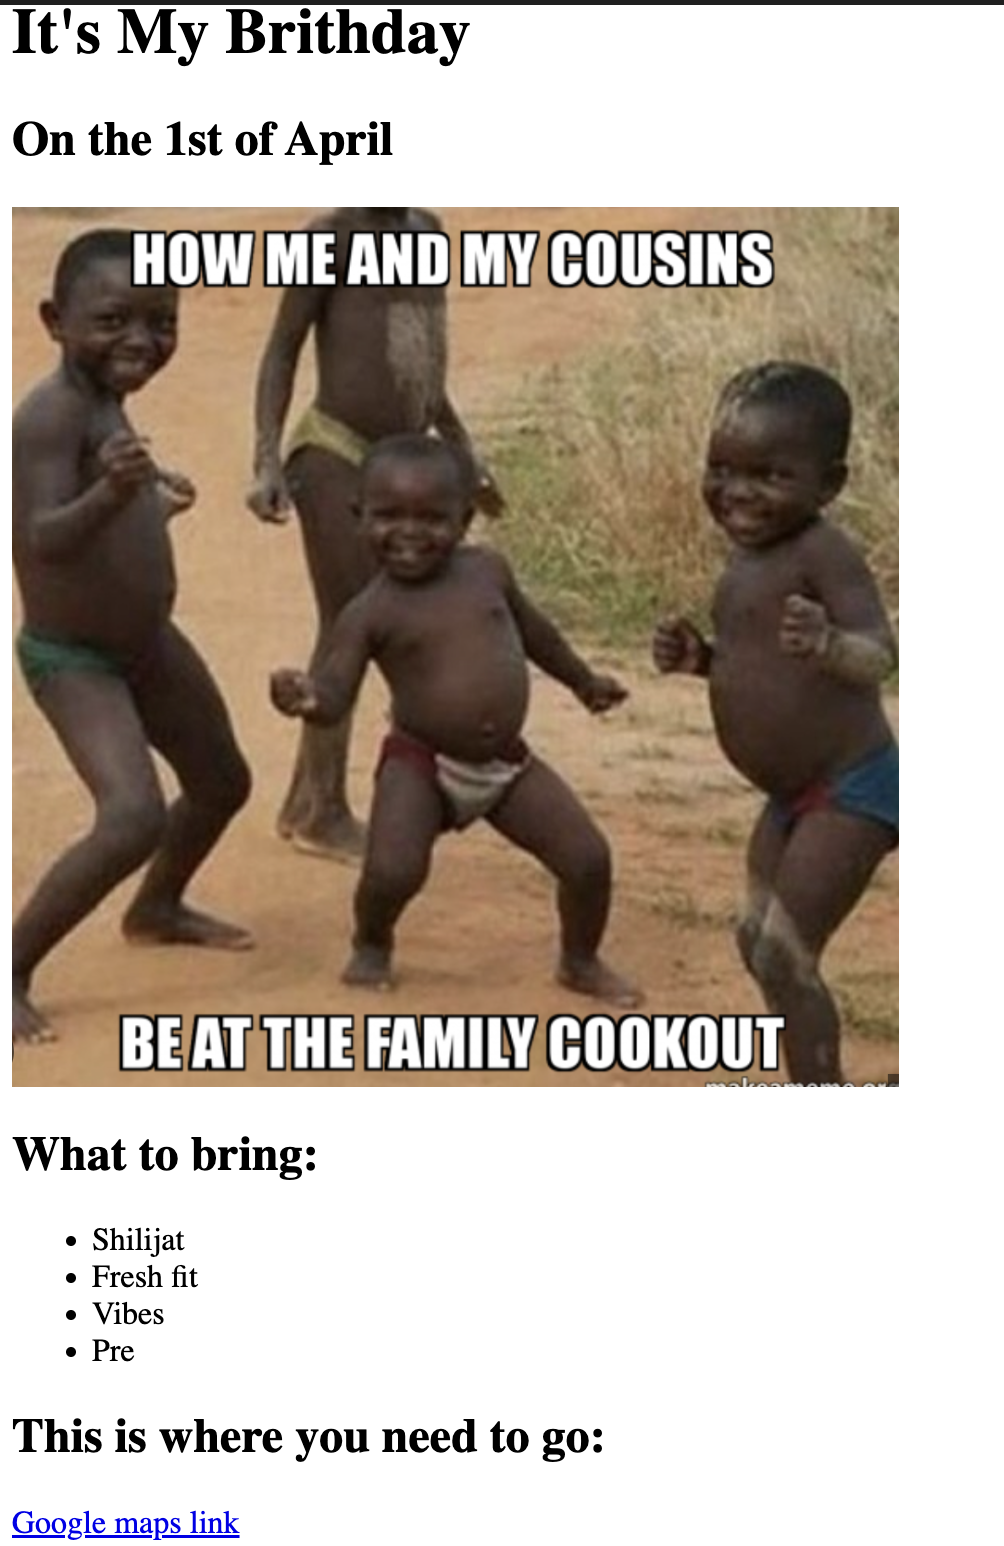 It's My Brithday
On the 1st of April
HOW ME AND MY COUSINS
BE AT THE FAMILY COOKOUT
What to bring:
Shilijat
Fresh fit
Vibes
Pre
This is where you need to go:
Google maps link